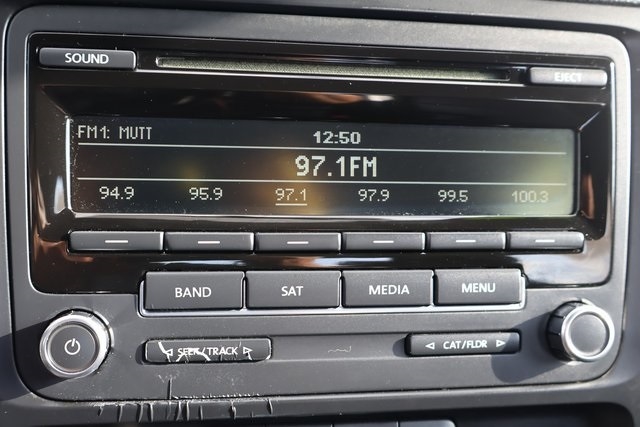 SOUND EJECT
FM1: MUTT 12:50
97.1FM
94.9 95.9 97.1 97.9 99.5 100.3
BAND SAT MEDIA MENU
SEEK/TRACK CAT/FLDR